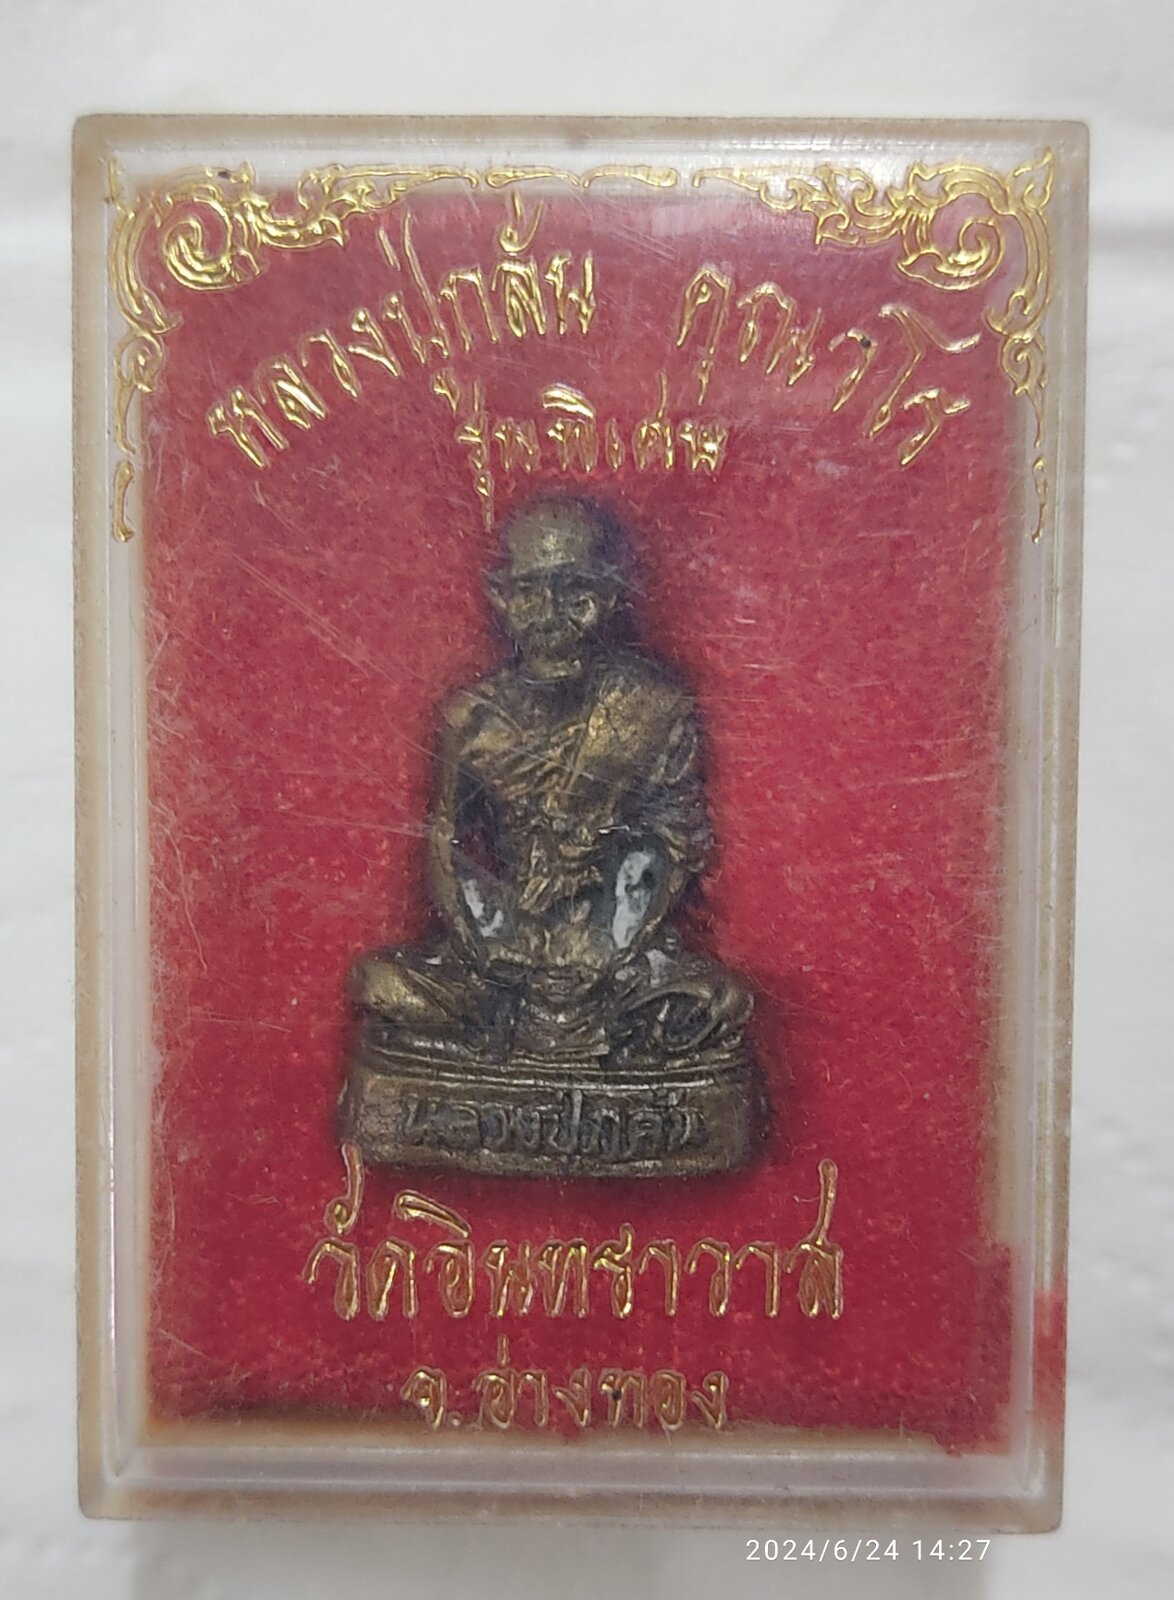 หลวงปู่กลั่น คุณวโร
รุ่นพิเศษ
หลวงปู่กลั่น
วัดอินทราวาส
จ.อ่างทอง
2024/6/24 14:27